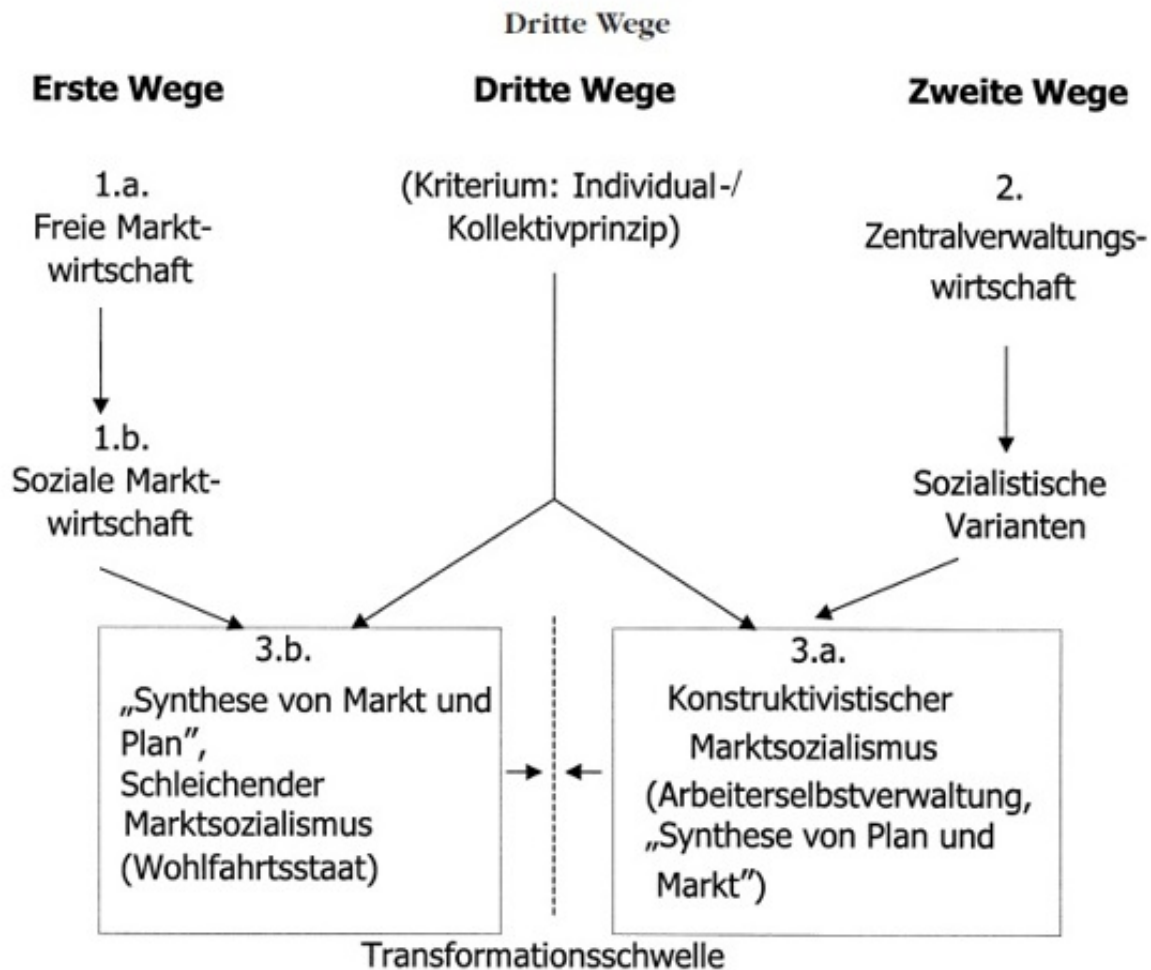 Dritte Wege
Erste Wege
Dritte Wege
Zweite Wege
1.a.
Freie Markt-
wirtschaft
(Kriterium: Individual-/
Kollektivprinzip)
2.
Zentralverwaltungs-
wirtschaft
1.b.
Soziale Markt-
wirtschaft
Sozialistische
Varianten
3.b.
„Synthese von Markt und
Plan”,
Schleichender
Marktsozialismus
(Wohlfahrtsstaat)
3.a.
Konstruktivistischer
Marktsozialismus
(Arbeiterselbstverwaltung,
„Synthese von Plan und
Markt”)
Transformationsschwelle